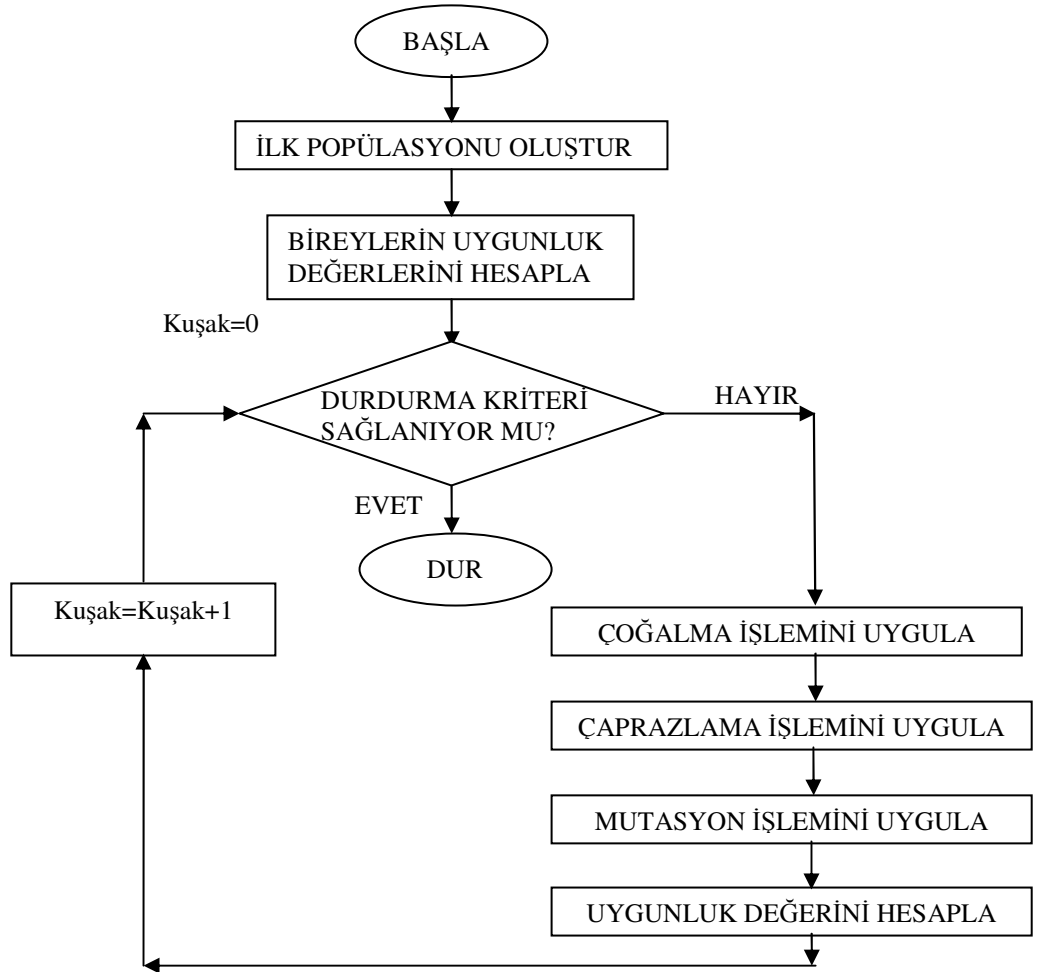 BAŞLA
İLK POPÜLASYONU OLUŞTUR
BİREYLERİN UYGUNLUK
DEĞERLERİNİ HESAPLA
Kuşak=0
DURDURMA KRİTERİ
SAĞLANIYOR MU?
HAYIR
EVET
DUR
Kuşak=Kuşak+1
ÇOĞALMA İŞLEMİNİ UYGULA
ÇAPRAZLAMA İŞLEMİNİ UYGULA
MUTASYON İŞLEMİNİ UYGULA
UYGUNLUK DEĞERİNİ HESAPLA